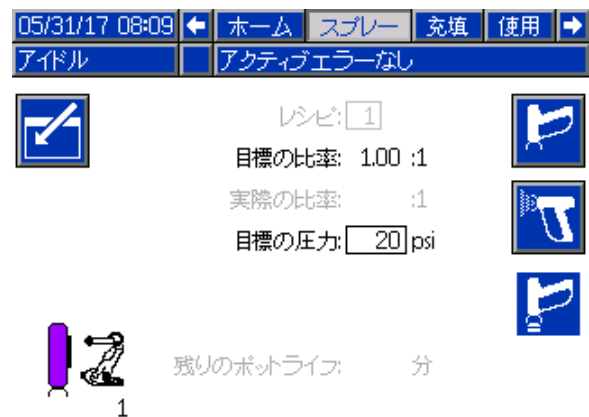 05/31/17 08:09 ホーム スプレー 充填 使用
アイドル アクティブエラーなし
レシピ: 1
目標の比率: 1.00 :1
実際の比率: :1
目標の圧力: 20 psi
残りのポットライフ: 分
1